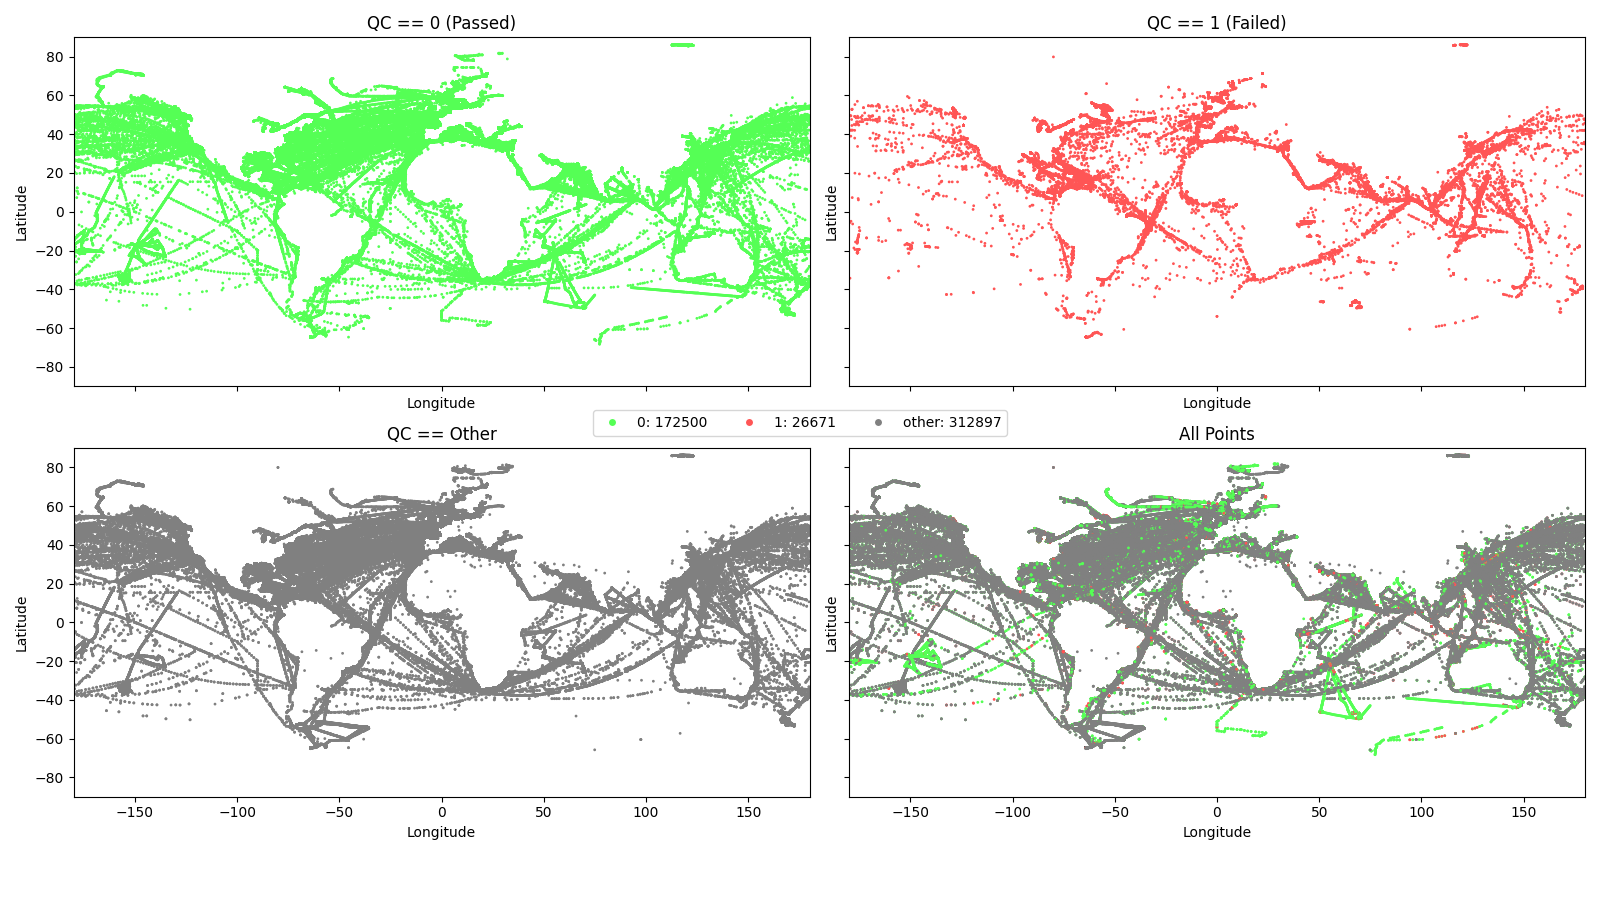 QC == 0 (Passed)
QC == 1 (Failed)
80
60
40
20
0
−20
−40
−60
−80
Latitude
Latitude
Longitude
Longitude
0: 172500 1: 26671 other: 312897
QC == Other
All Points
80
60
40
20
0
−20
−40
−60
−80
Latitude
Latitude
−150 −100 −50 0 50 100 150
−150 −100 −50 0 50 100 150
Longitude
Longitude